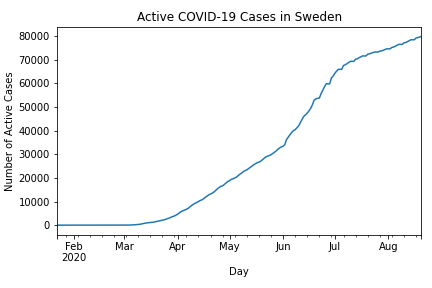 Active COVID-19 Cases in Sweden
Number of Active Cases
80000
70000
60000
50000
40000
30000
20000
10000
0
Feb Mar Apr May Jun Jul Aug
2020
Day